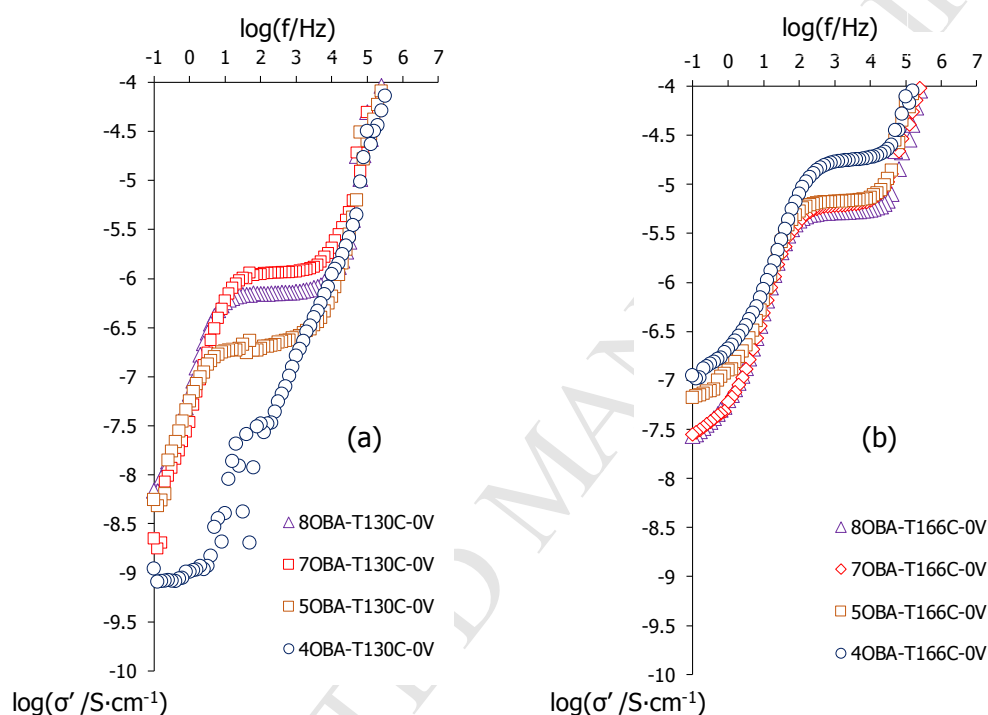 log(f/Hz)
-1 0 1 2 3 4 5 6 7
-4
-4.5
-5
-5.5
-6
-6.5
-7
-7.5
-8
-8.5
-9
-9.5
-10
(a)
8OBA-T130C-0V
7OBA-T130C-0V
5OBA-T130C-0V
4OBA-T130C-0V
log(σ′ /S·cm⁻¹)
log(f/Hz)
-1 0 1 2 3 4 5 6 7
-4
-4.5
-5
-5.5
-6
-6.5
-7
-7.5
-8
-8.5
-9
-9.5
-10
(b)
8OBA-T166C-0V
7OBA-T166C-0V
5OBA-T166C-0V
4OBA-T166C-0V
log(σ′ /S·cm⁻¹)
D MAN